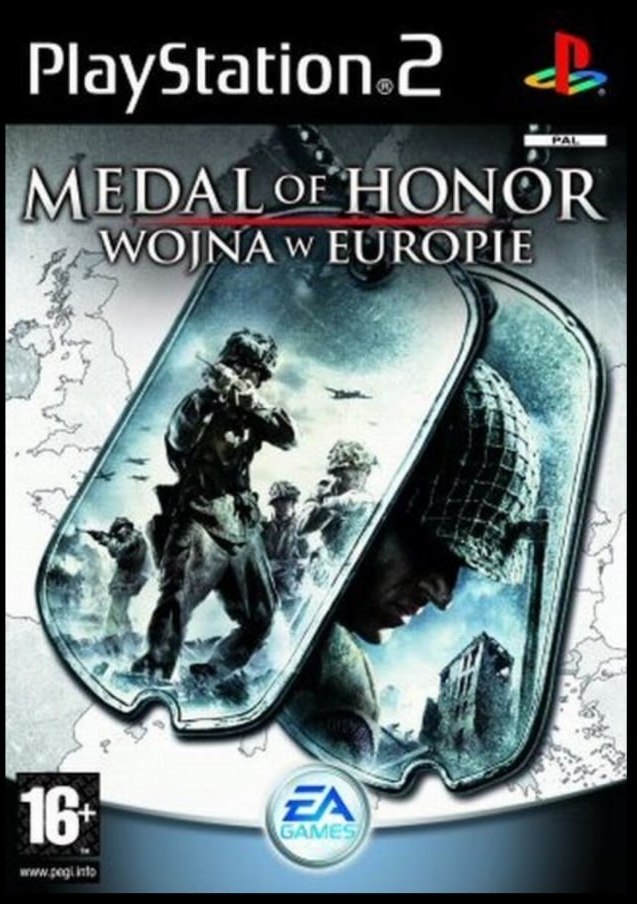 PlayStation®2
PAL
MEDAL OF HONOR
WOJNA W EUROPIE
16+
www.pegi.info
EA
GAMES